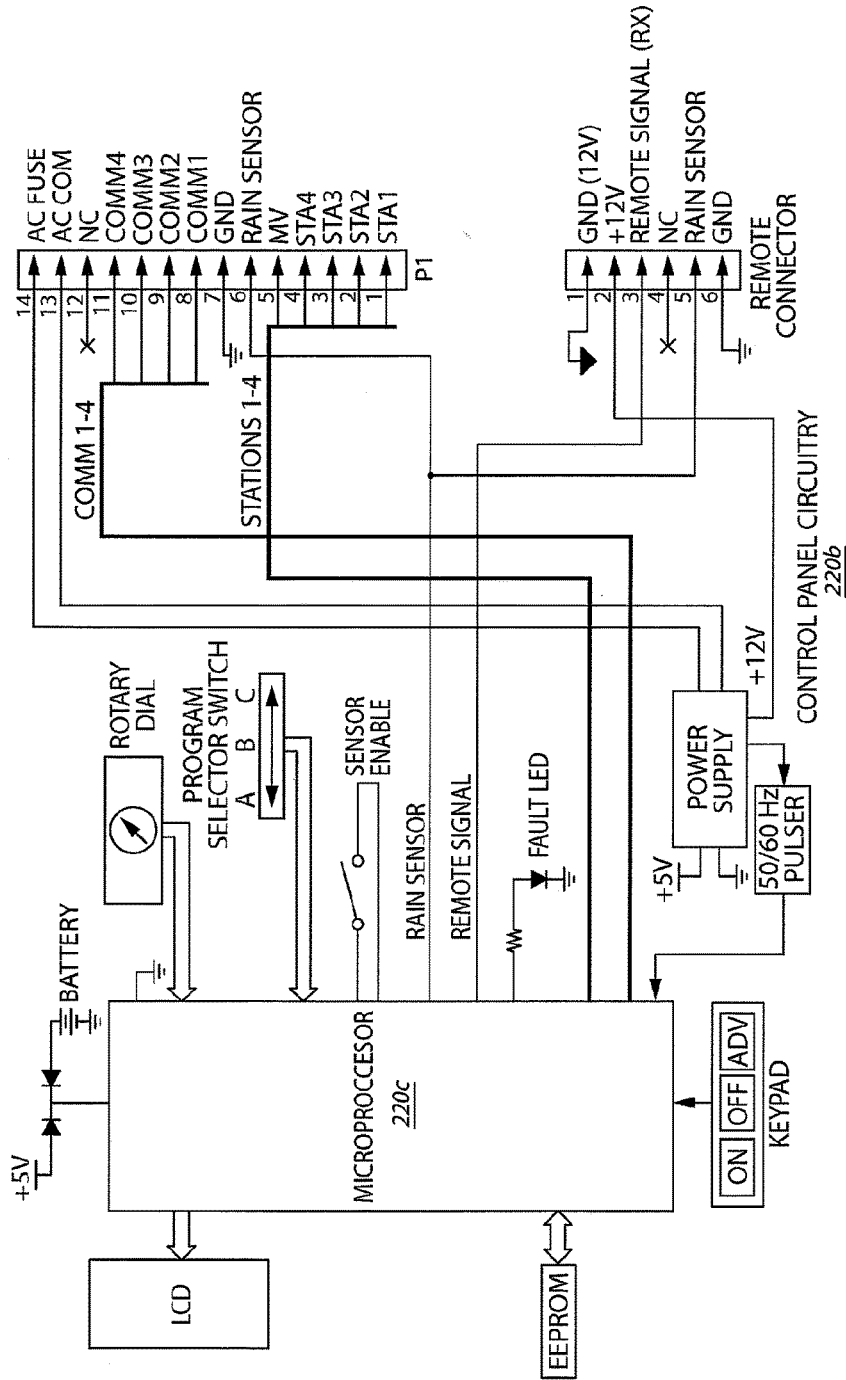 +5V
BATTERY
ROTARY
DIAL
PROGRAM
SELECTOR SWITCH
A B C
SENSOR
ENABLE
RAIN SENSOR
REMOTE SIGNAL
FAULT LED
LCD
MICROPROCCESOR
220c
EEPROM
ON OFF ADV
KEYPAD
+5V
POWER
SUPPLY
+12V
50/60 Hz
PULSER
COMM 1-4
STATIONS 1-4
14 AC FUSE
13 AC COM
12 NC
11 COMM4
10 COMM3
9 COMM2
8 COMM1
7 GND
6 RAIN SENSOR
5 MV
4 STA4
3 STA3
2 STA2
1 STA1
P1
1 GND (12V)
2 +12V
3 REMOTE SIGNAL (RX)
4 NC
5 RAIN SENSOR
6 GND
REMOTE
CONNECTOR
CONTROL PANEL CIRCUITRY
220b